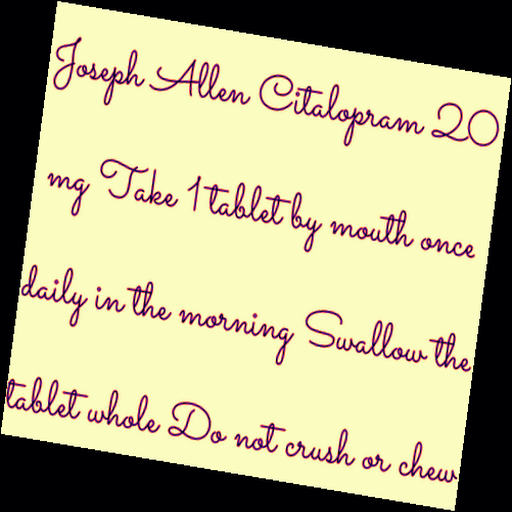 Joseph Allen Citalopram 20
mg Take 1 tablet by mouth once
daily in the morning Swallow the
tablet whole Do not crush or chew